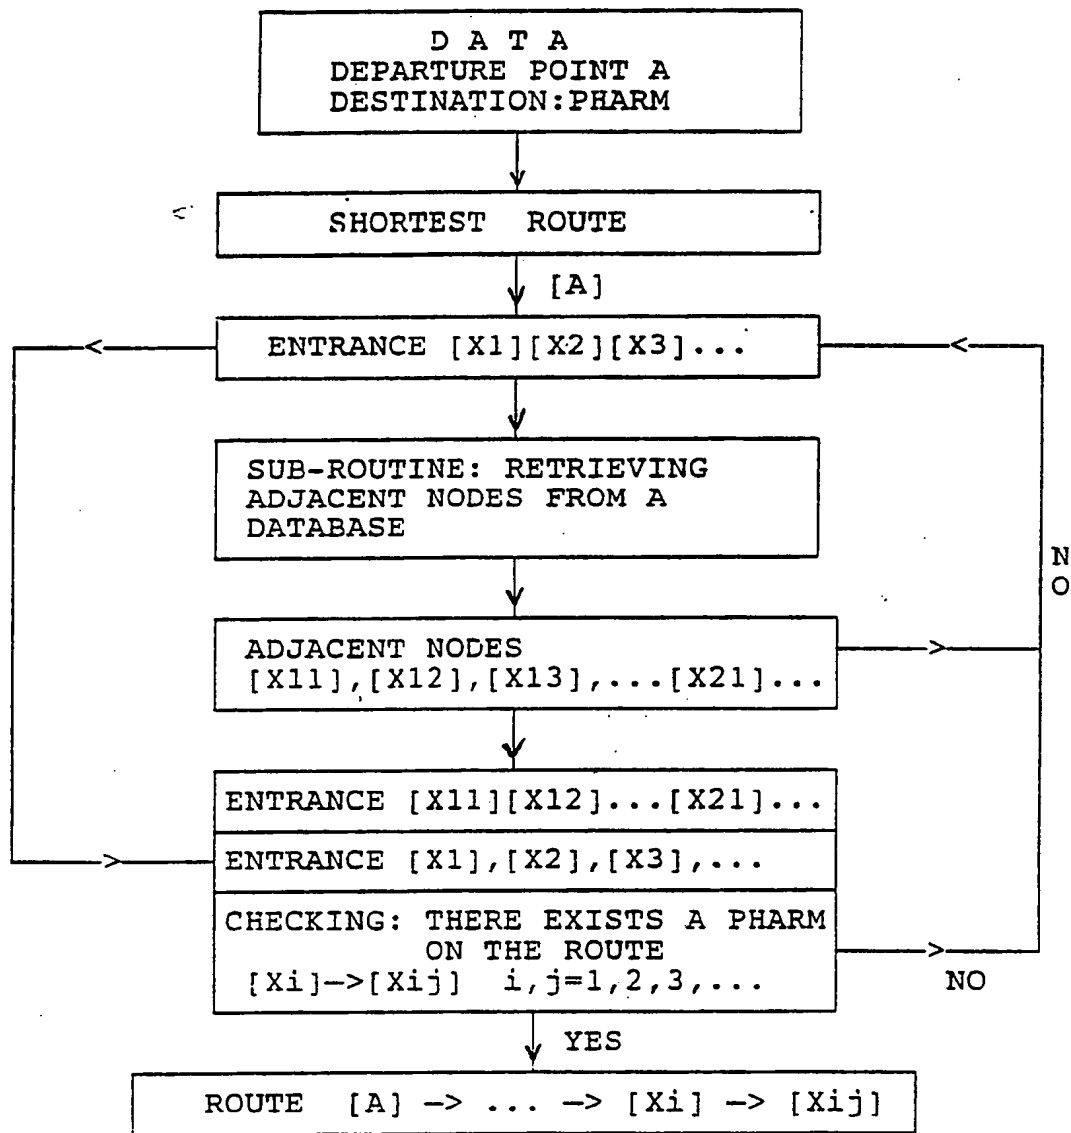 D A T A
DEPARTURE POINT A
DESTINATION:PHARM
SHORTEST ROUTE
[A]
ENTRANCE [X1][X2][X3]...
SUB-ROUTINE: RETRIEVING
ADJACENT NODES FROM A
DATABASE
N
O
ADJACENT NODES
[X11],[X12],[X13],...[X21]...
ENTRANCE [X11][X12]...[X21]...
ENTRANCE [X1],[X2],[X3],...
CHECKING: THERE EXISTS A PHARM
ON THE ROUTE
[Xi]->[Xij] i,j=1,2,3,...
NO
YES
ROUTE [A] -> ... -> [Xi] -> [Xij]